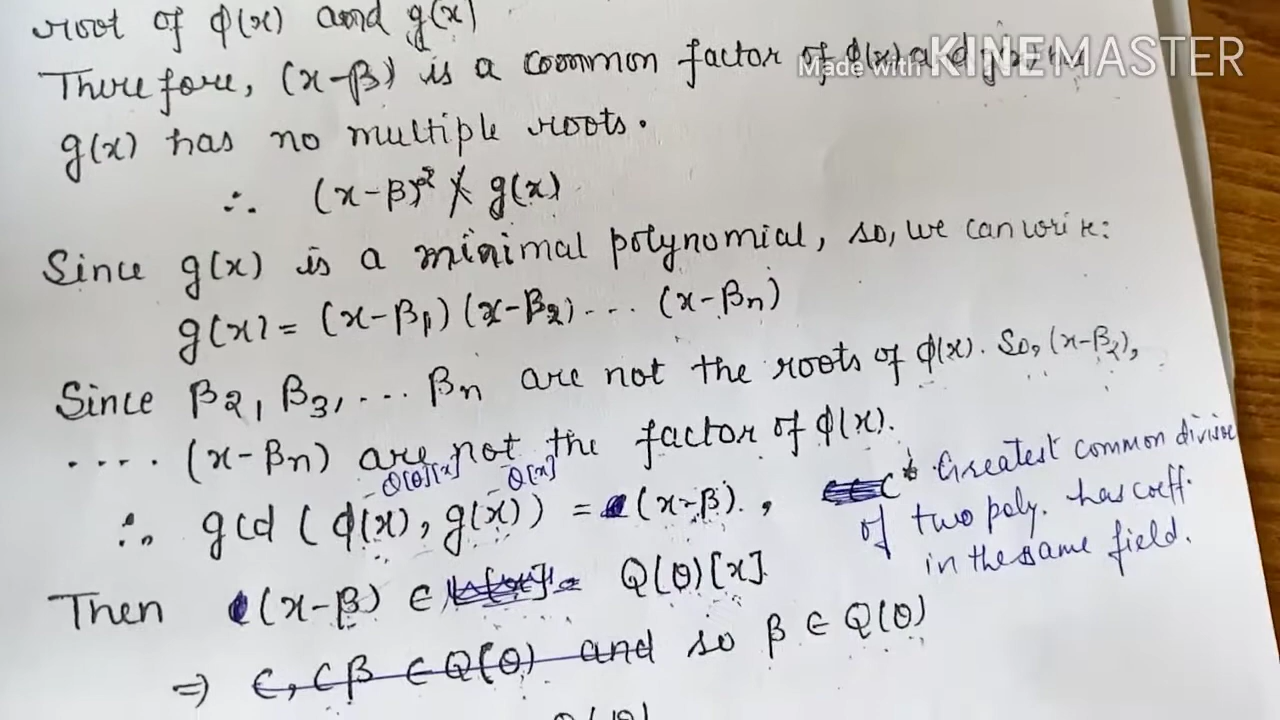 root of φ(x) and g(x)
Therefore, (x-β) is a common factor of φ(x) and g(x)
Made with KINEMASTER
g(x) has no multiple roots.
∴ (x-β)² ∤ g(x)
Since g(x) is a minimal polynomial, so, we can write:
g(x) = (x-β₁) (x-β₂) ... (x-βn)
Since β₂, β₃, ... βn are not the roots of φ(x). So, (x-β₂),
.... (x-βn) are not the factor of φ(x).
Q(θ)[x] Q[x]
∴ gcd (φ(x), g(x)) = (x-β).,
* Greatest common divisor
of two poly. has coeff.
in the same field.
Then (x-β) ∈ Q(θ)[x].
⇒ C, Cβ ∈ Q(θ) and so β ∈ Q(θ)